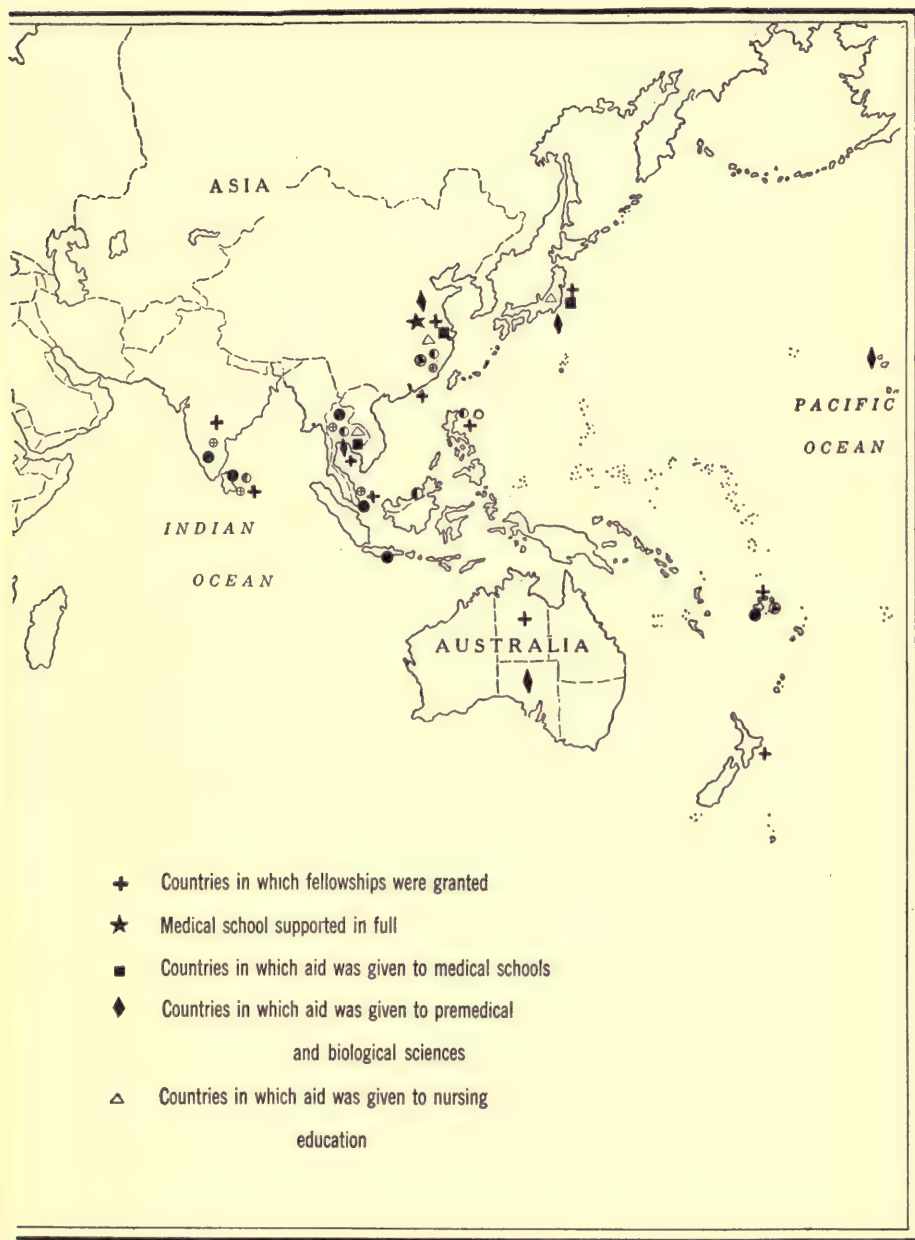 ASIA
PACIFIC
OCEAN
INDIAN
OCEAN
AUSTRALIA
Countries in which fellowships were granted
Medical school supported in full
Countries in which aid was given to medical schools
Countries in which aid was given to premedical
and biological sciences
Countries in which aid was given to nursing
education